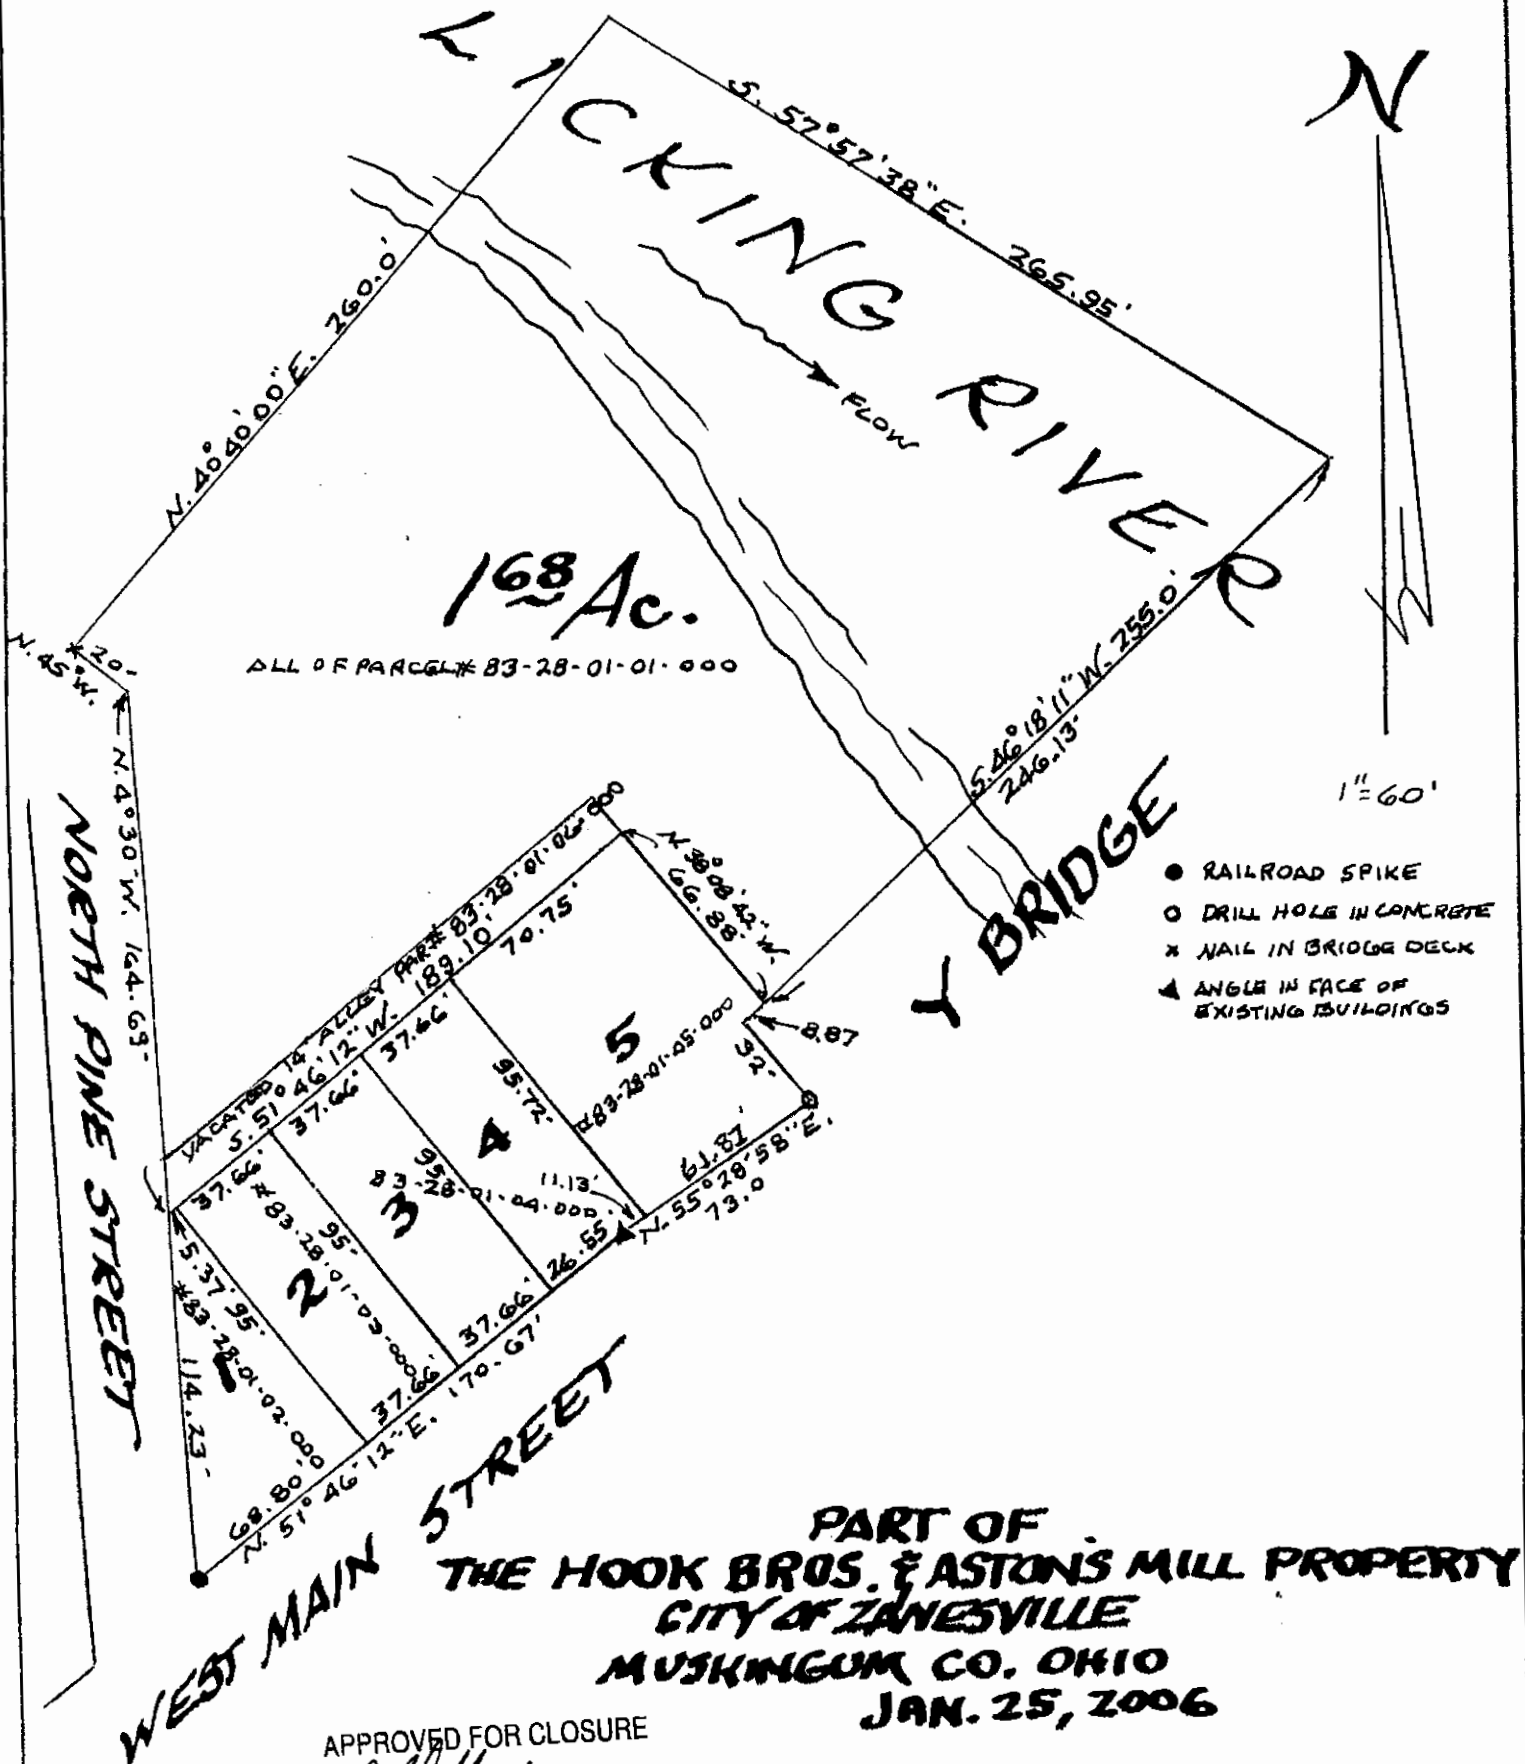 LICKING RIVER
N
S. 57°57'38"E. 265.95'
N. 40°40'00"E. 260.0'
FLOW
1 68 Ac.
ALL OF PARCEL # 83-28-01-01-000
N. 45°W.
20'
N. 4°30'W. 164.69'
S. 46°18'11"W. 255.0'
246.13'
1"=60'
Y BRIDGE
● RAILROAD SPIKE
○ DRILL HOLE IN CONCRETE
x NAIL IN BRIDGE DECK
▲ ANGLE IN FACE OF
EXISTING BUILDINGS
NORTH PINE STREET
VACATED 14' ALLEY PAR# 83-28-01-06-000
S. 51°46'12"W. 189.10'
70.75'
N 38°08'42"W.
66.88'
8.87
32'
37.66'
37.66'
37.66'
5
#83-28-01-05-000
95.72'
4
95'
83-28-01-04-000
3
11.13'
61.87'
N. 55°28'58"E.
73.0
26.55
95'
#83-28-01-03-000
2
5.37'
95'
#83-28-01-02-000
1
114.23'
37.66'
37.66'
68.80'
N. 51°46'12"E. 170.67'
WEST MAIN STREET
PART OF
THE HOOK BROS. & ASTON'S MILL PROPERTY
CITY OF ZANESVILLE
MUSKINGUM CO. OHIO
JAN. 25, 2006
APPROVED FOR CLOSURE